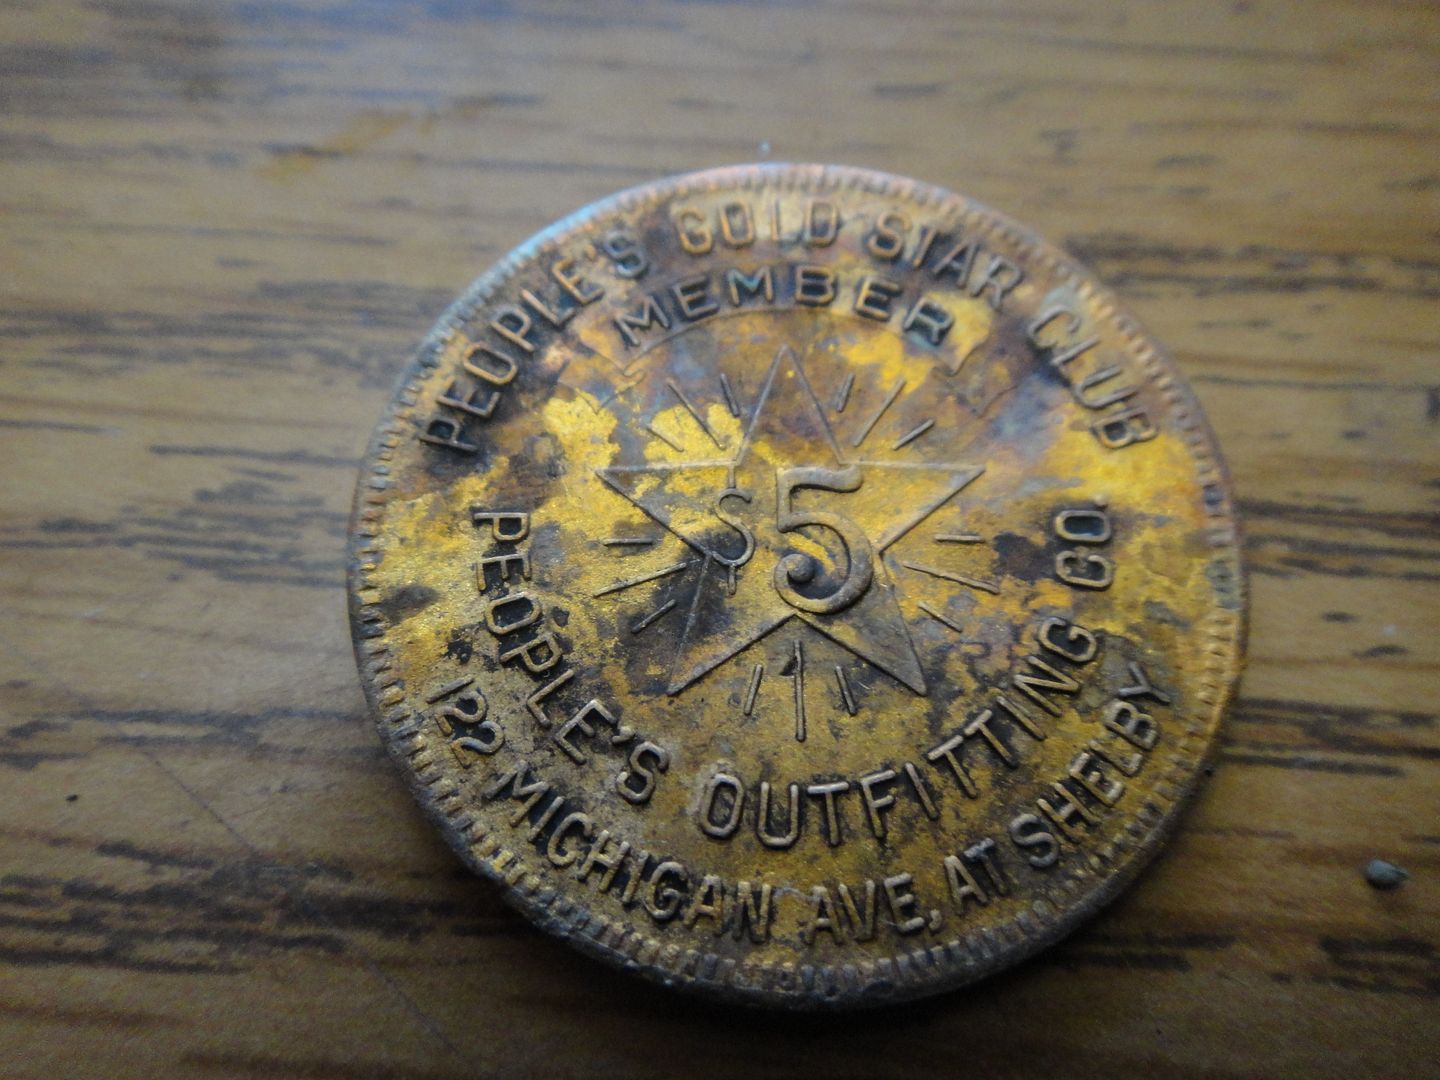 PEOPLE'S GOLD STAR CLUB
MEMBER
$5
PEOPLE'S OUTFITTING CO.
122 MICHIGAN AVE, AT SHELBY